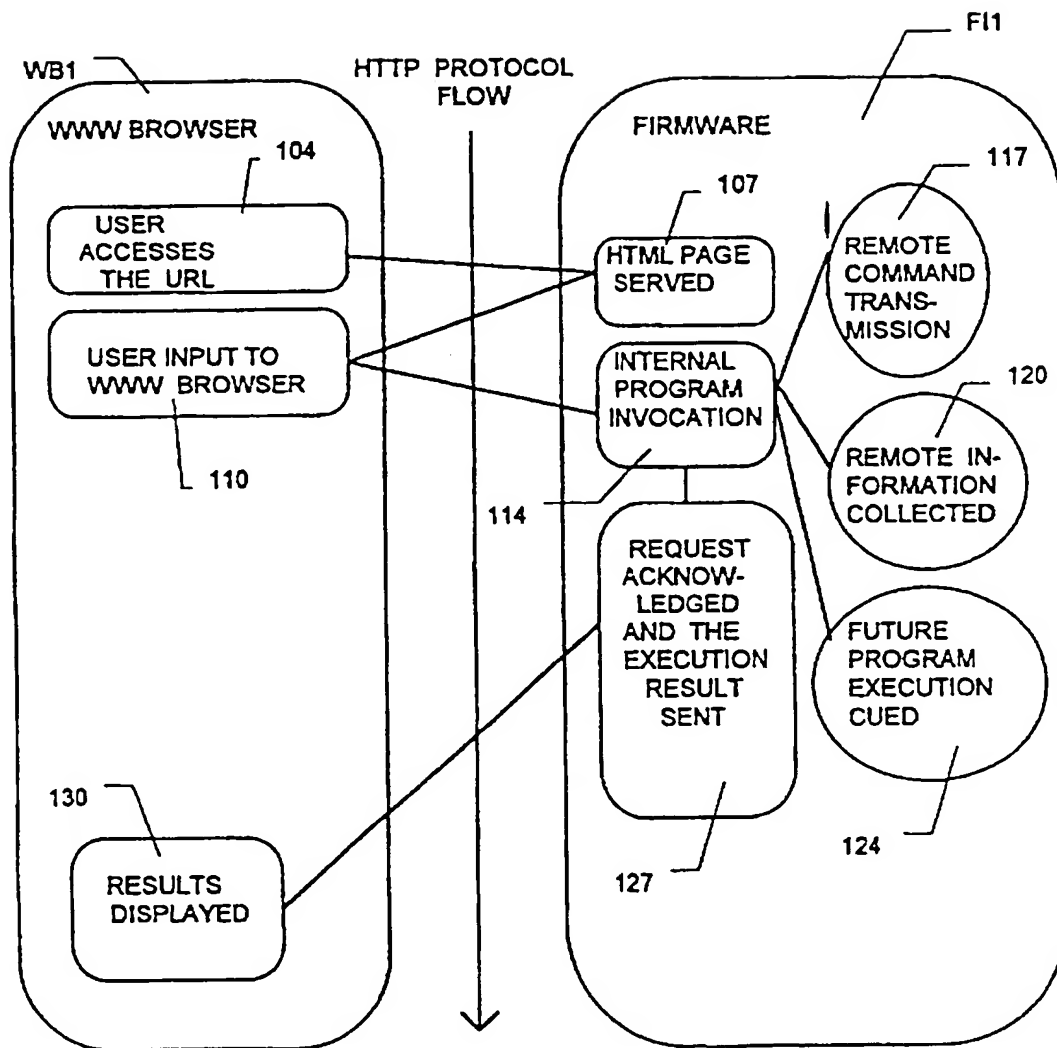 WB1
HTTP PROTOCOL
FLOW
FI1
WWW BROWSER
FIRMWARE
104
107
117
USER
ACCESSES
THE URL
HTML PAGE
SERVED
REMOTE
COMMAND
TRANS-
MISSION
USER INPUT TO
WWW BROWSER
110
INTERNAL
PROGRAM
INVOCATION
114
120
REMOTE IN-
FORMATION
COLLECTED
REQUEST
ACKNOW-
LEDGED
AND THE
EXECUTION
RESULT
SENT
127
FUTURE
PROGRAM
EXECUTION
CUED
124
130
RESULTS
DISPLAYED